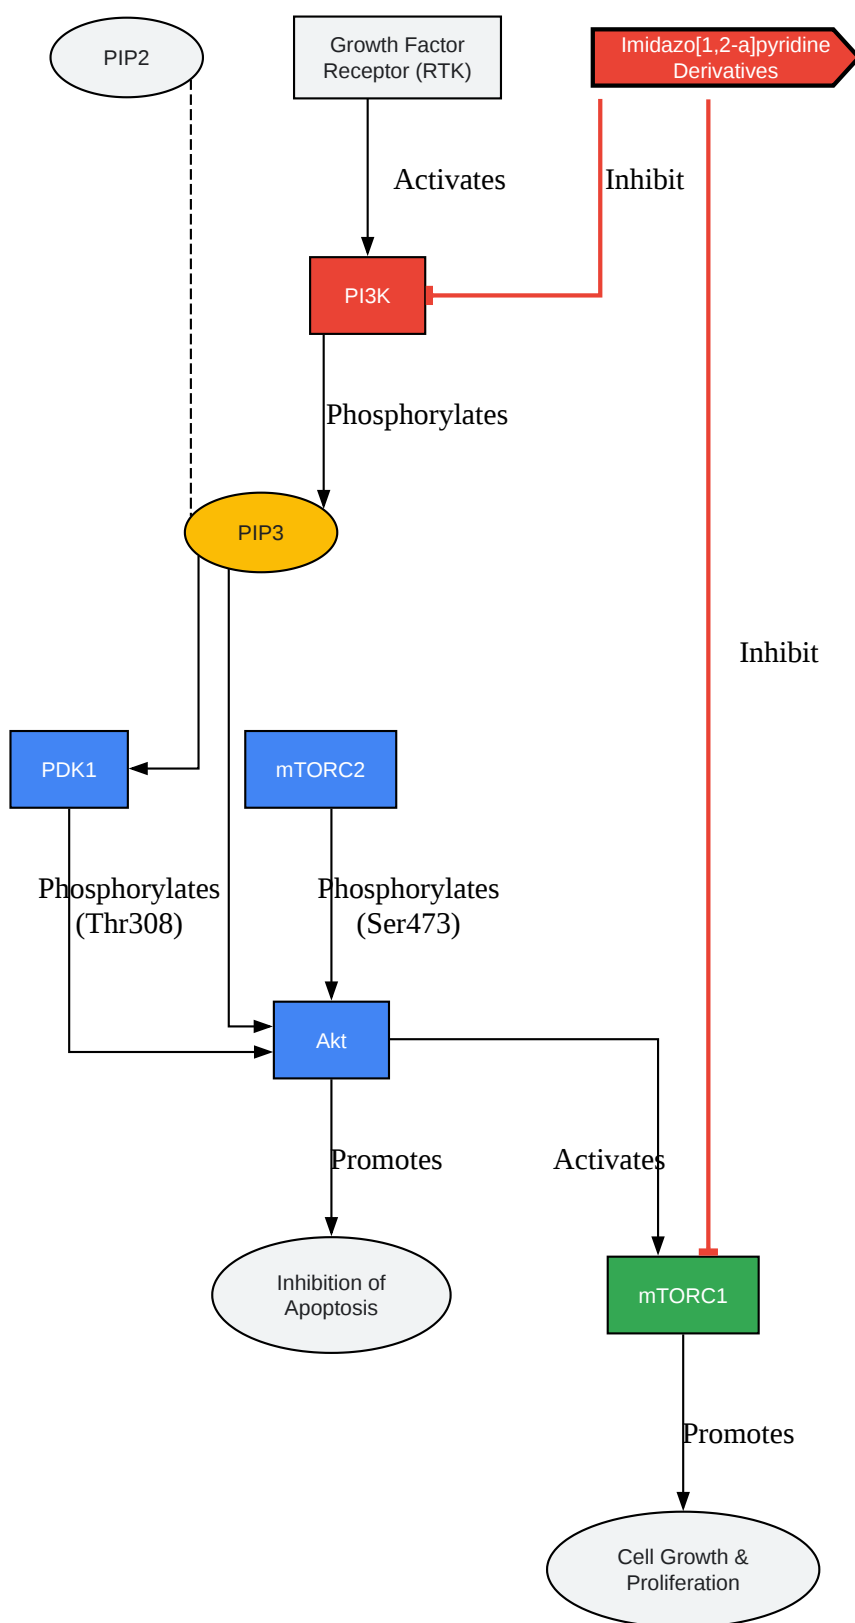 PIP2
Growth Factor
Receptor (RTK)
Imidazo[1,2-a]pyridine
Derivatives
Activates
Inhibit
PI3K
Phosphorylates
PIP3
Inhibit
PDK1
mTORC2
Phosphorylates
(Thr308)
Phosphorylates
(Ser473)
Akt
Promotes
Activates
Inhibition of
Apoptosis
mTORC1
Promotes
Cell Growth &
Proliferation